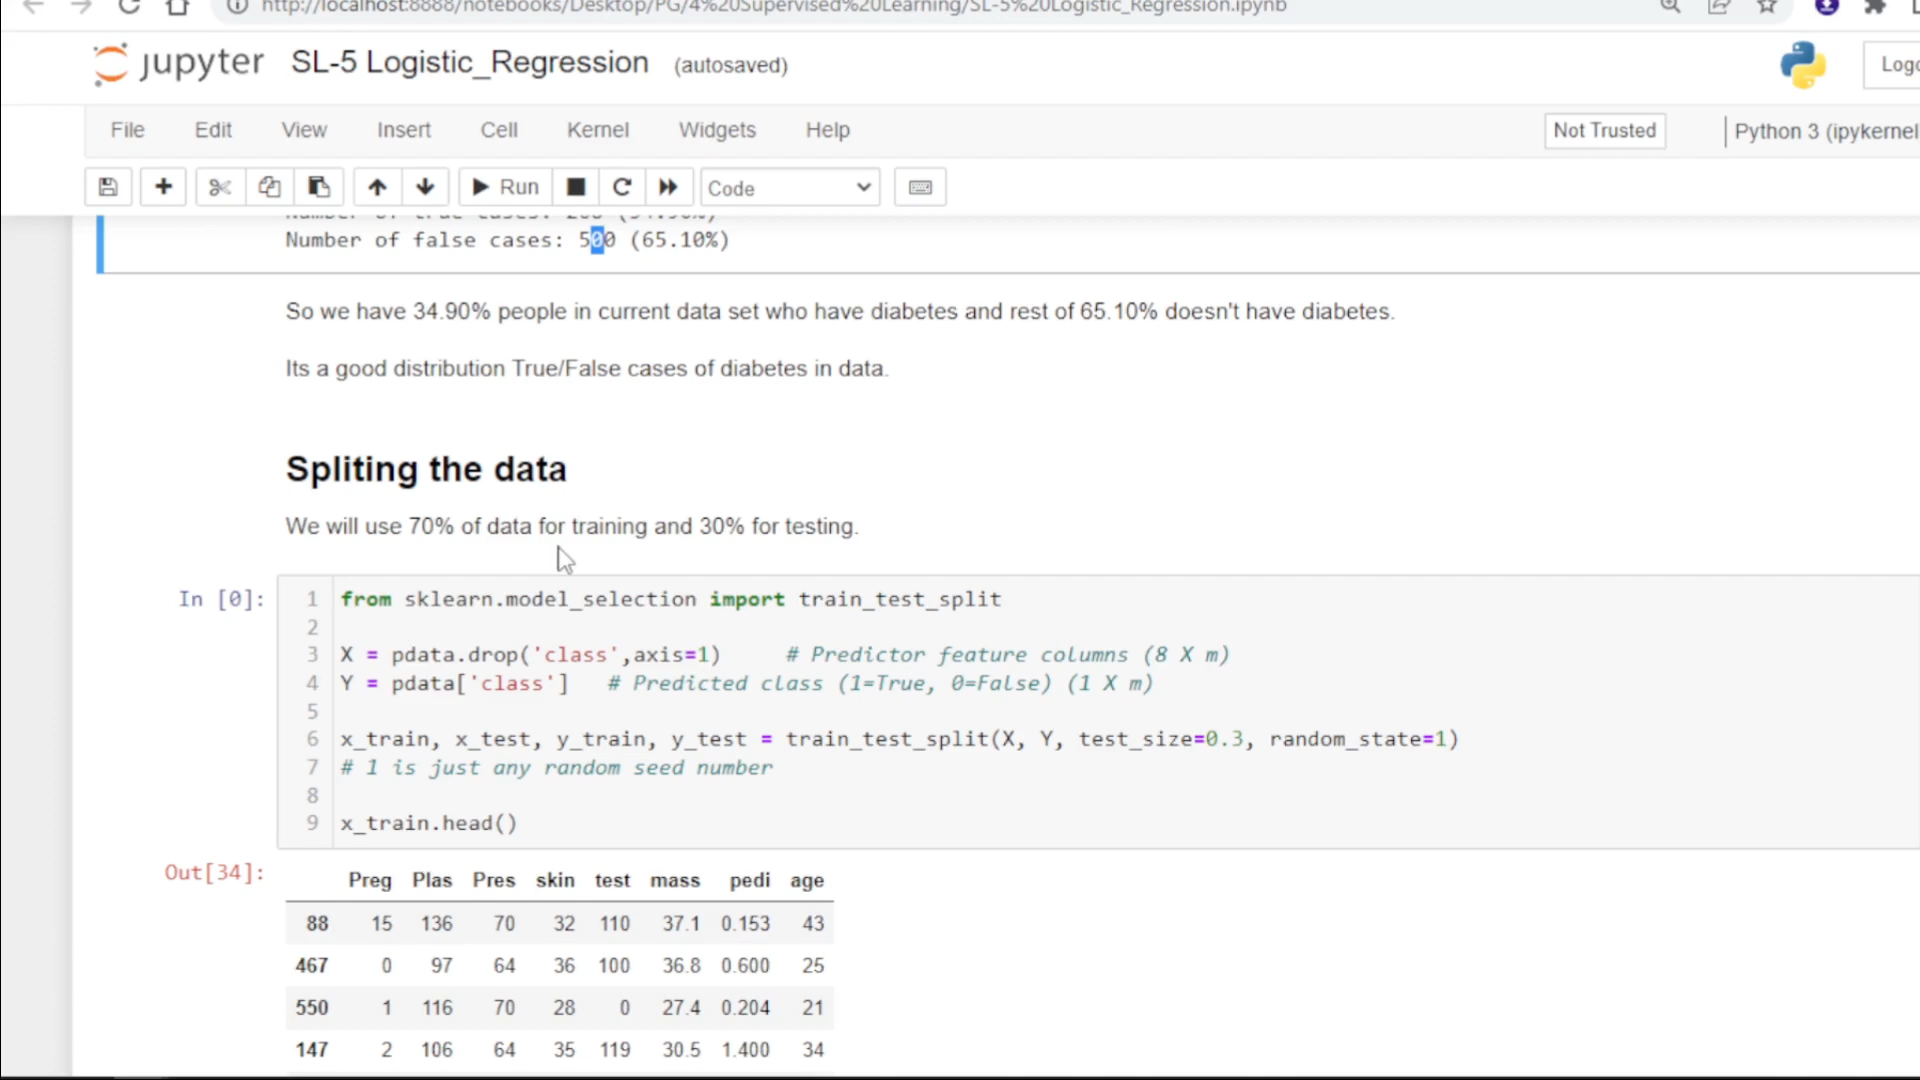 http://localhost:8888/notebooks/Desktop/PG/4%20Supervised%20Learning/SL-5%20Logistic_Regression.ipynb
jupyter SL-5 Logistic_Regression (autosaved)
File Edit View Insert Cell Kernel Widgets Help Not Trusted Python 3 (ipykernel
Run Code
Number of true cases:
Number of false cases: 500 (65.10%)
So we have 34.90% people in current data set who have diabetes and rest of 65.10% doesn't have diabetes.
Its a good distribution True/False cases of diabetes in data.
Spliting the data
We will use 70% of data for training and 30% for testing.
In [0]:
1 from sklearn.model_selection import train_test_split
2
3 X = pdata.drop('class',axis=1) # Predictor feature columns (8 X m)
4 Y = pdata['class'] # Predicted class (1=True, 0=False) (1 X m)
5
6 x_train, x_test, y_train, y_test = train_test_split(X, Y, test_size=0.3, random_state=1)
7 # 1 is just any random seed number
8
9 x_train.head()
Out[34]:
Preg Plas Pres skin test mass pedi age
88 15 136 70 32 110 37.1 0.153 43
467 0 97 64 36 100 36.8 0.600 25
550 1 116 70 28 0 27.4 0.204 21
147 2 106 64 35 119 30.5 1.400 34